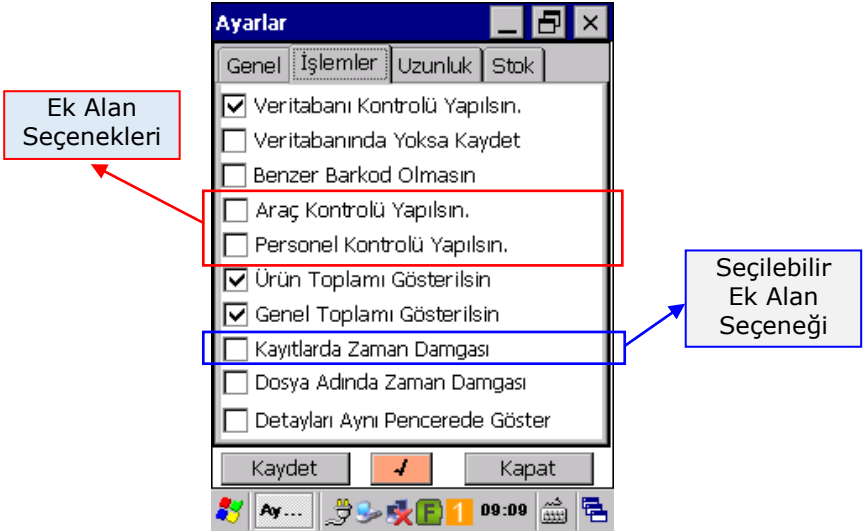 Ayarlar
Genel İşlemler Uzunluk Stok
Ek Alan
Seçenekleri
Veritabanı Kontrolü Yapılsın.
Veritabanında Yoksa Kaydet
Benzer Barkod Olmasın
Araç Kontrolü Yapılsın.
Personel Kontrolü Yapılsın.
Ürün Toplamı Gösterilsin
Genel Toplamı Gösterilsin
Kayıtlarda Zaman Damgası
Dosya Adında Zaman Damgası
Detayları Aynı Pencerede Göster
Seçilebilir
Ek Alan
Seçeneği
Kaydet Kapat
Ay... F 1 09:09